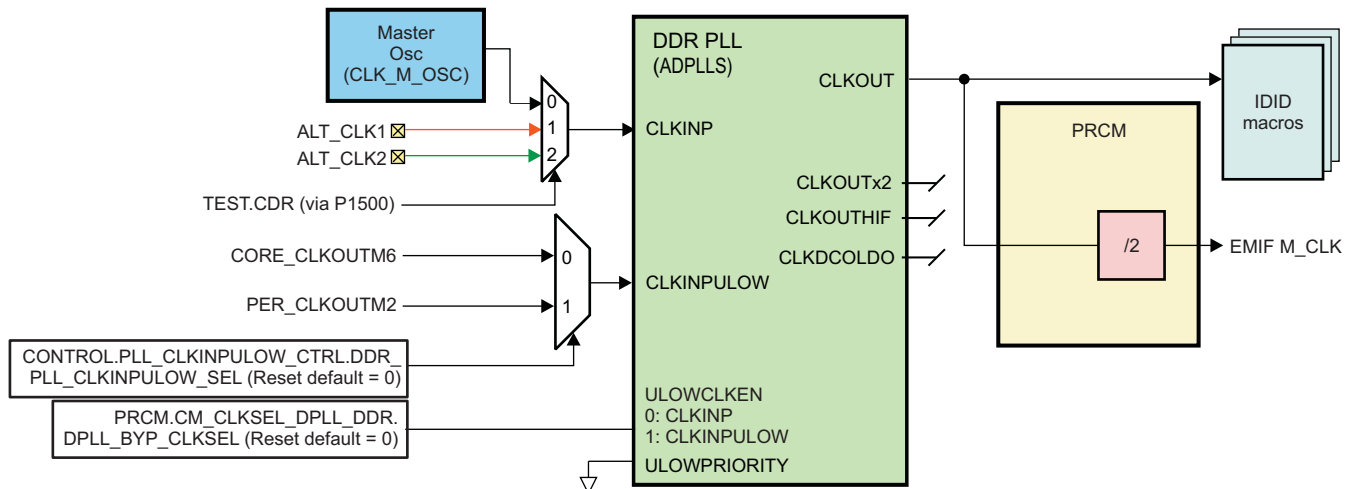 Master
Osc
(CLK_M_OSC)
ALT_CLK1
ALT_CLK2
0
1
2
TEST.CDR (via P1500)
CORE_CLKOUTM6
PER_CLKOUTM2
0
1
CONTROL.PLL_CLKINPULOW_CTRL.DDR_
PLL_CLKINPULOW_SEL (Reset default = 0)
PRCM.CM_CLKSEL_DPLL_DDR.
DPLL_BYP_CLKSEL (Reset default = 0)
DDR PLL
(ADPLLS)
CLKINP
CLKINPULOW
ULOWCLKEN
0: CLKINP
1: CLKINPULOW
ULOWPRIORITY
CLKOUT
CLKOUTx2
CLKOUTHIF
CLKDCOLDO
PRCM
/2
IDID
macros
EMIF M_CLK